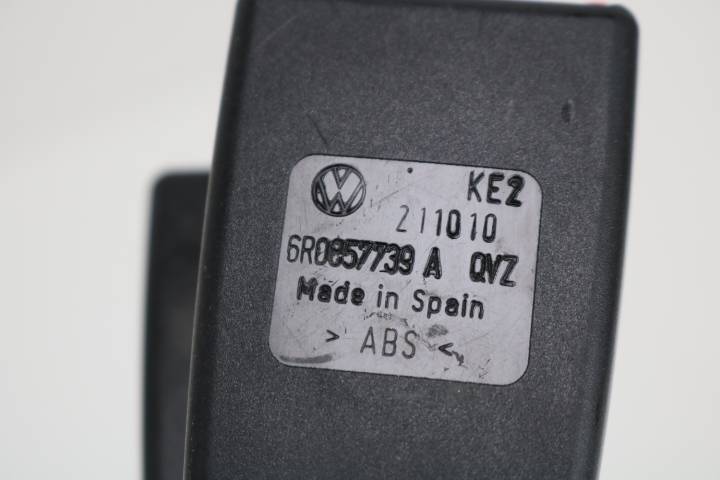 KE2
211010
6R0857739 A QVZ
Made in Spain
> ABS <